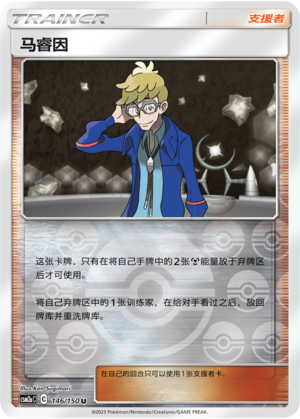 TRAINER
支援者
马睿因
这张卡牌，只有在将自己手牌中的2张能量放于弃牌区
后才可使用。
将自己弃牌区中的1张训练家，在给对手看过之后，放回
牌库并重洗牌库。
在自己的回合只可以使用1张支援者卡。
Illus. Ken Sugimori
CSM2a C C 146/150 U
©2023 Pokémon/Nintendo/Creatures/GAME FREAK.